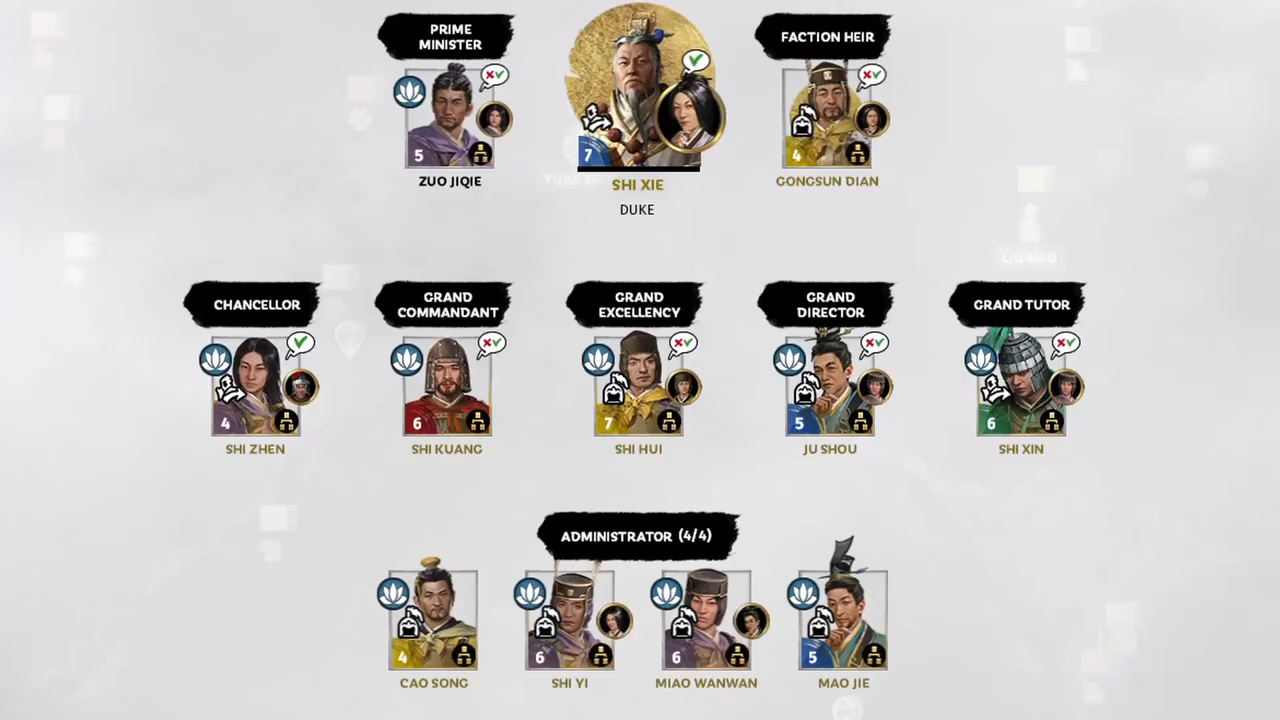 PRIME
MINISTER
FACTION HEIR
5
7
4
ZUO JIQIE
SHI XIE
GONGSUN DIAN
DUKE
LIU BIAO
CHANCELLOR
GRAND
COMMANDANT
GRAND
EXCELLENCY
GRAND
DIRECTOR
GRAND TUTOR
4
6
7
5
6
SHI ZHEN
SHI KUANG
SHI HUI
JU SHOU
SHI XIN
ADMINISTRATOR (4/4)
4
6
6
5
CAO SONG
SHI YI
MIAO WANWAN
MAO JIE